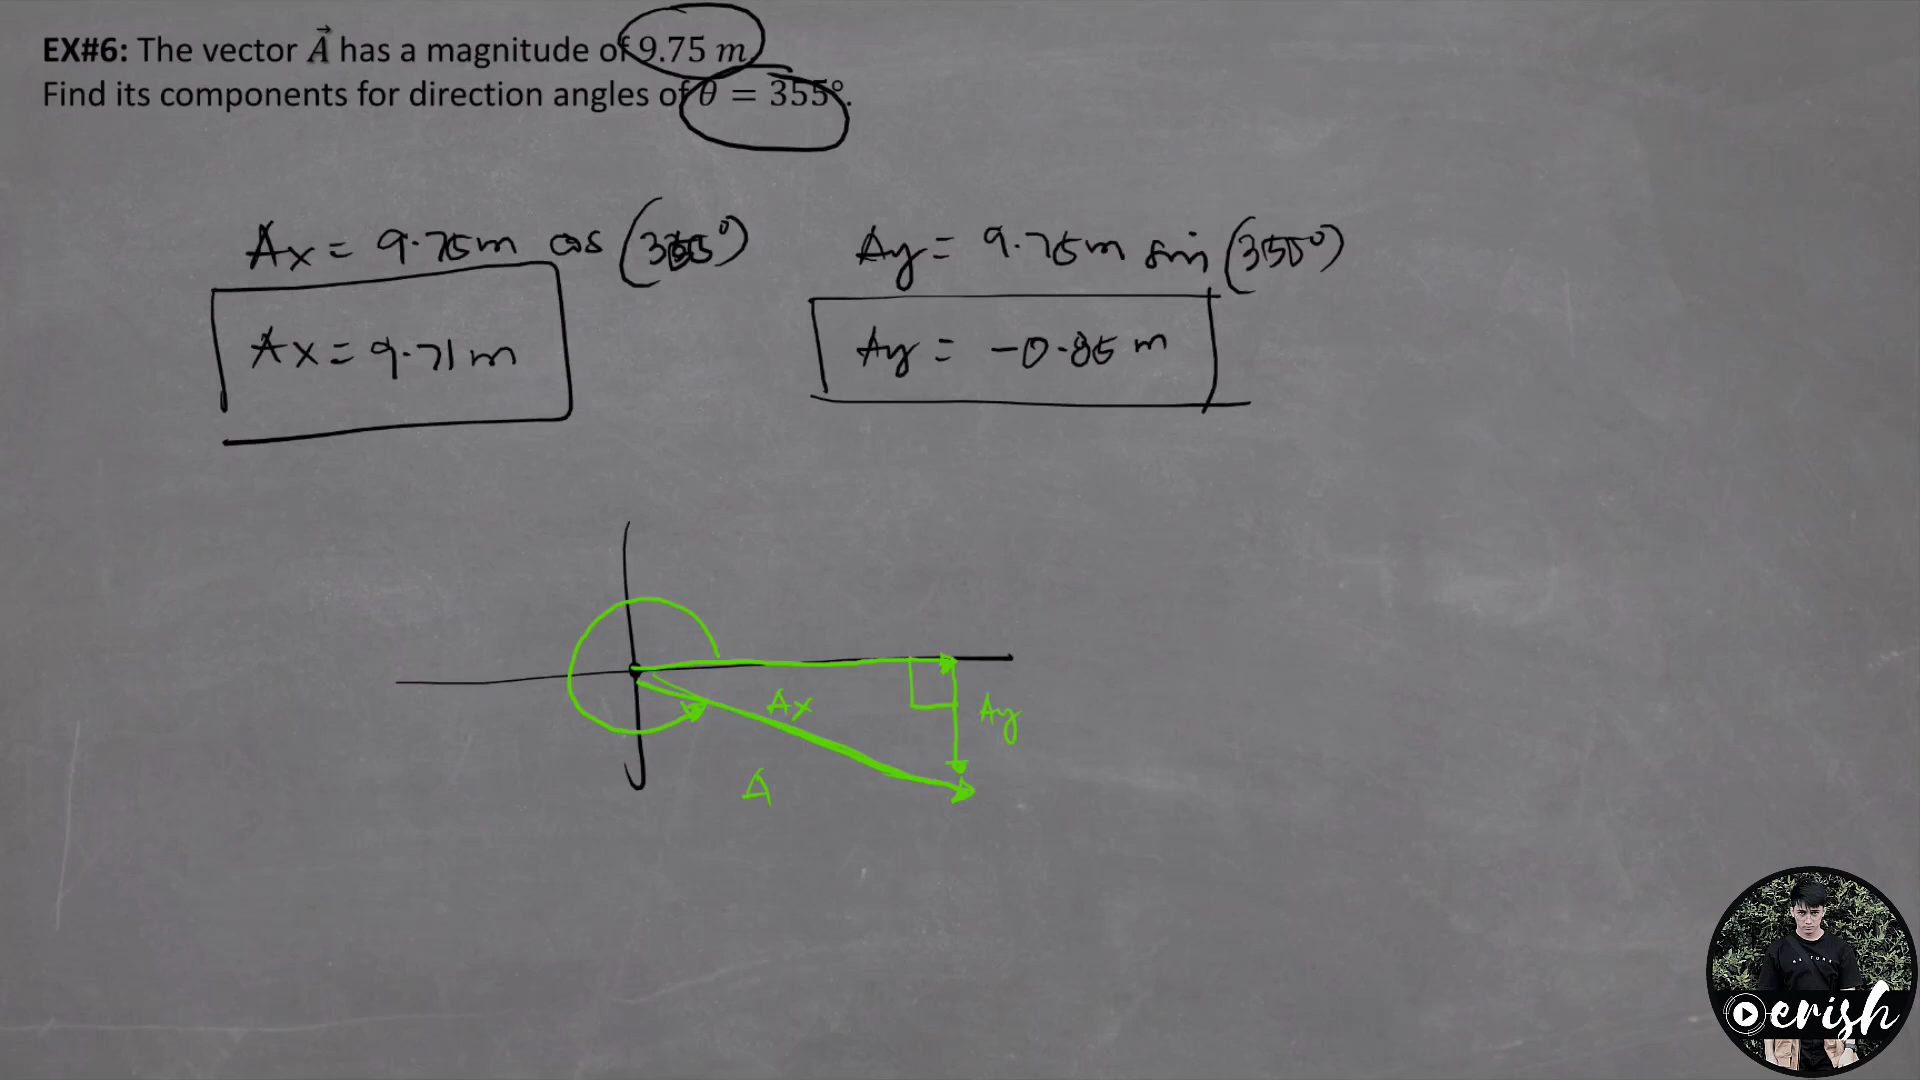 EX#6: The vector A⃗ has a magnitude of 9.75 m
Find its components for direction angles of θ = 355°.
Ax = 9.75m cos (355°)
Ay = 9.75m sin (355°)
Ax = 9.71 m
Ay = -0.85 m
Ax
Ay
A
erish